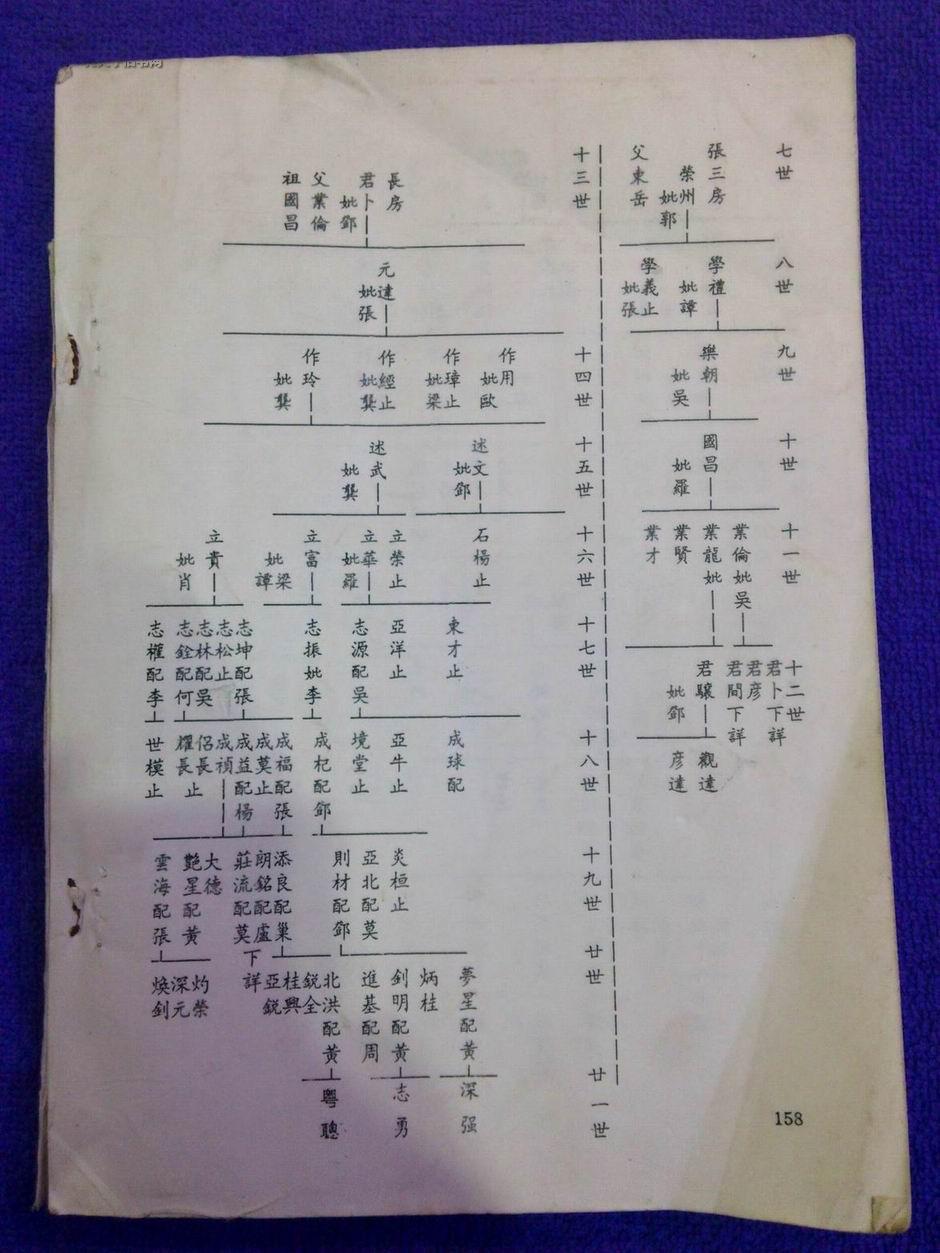 七世
張三房
榮州
妣郭
父東岳
八世
學禮
妣譚
學義止
妣張
九世
樂朝
妣吳
十世
國昌
妣羅
十一世
業倫妣吳
業龍妣
業賢
業才
十二世
君卜下詳
君彥
君間下詳
君驤
妣鄧
觀達
彦達
十三世
長房
君卜
妣鄧
父業倫
祖國昌
元達
妣張
十四世
作用
妣歐
作璋止
妣梁
作經止
妣龔
作玲
妣龔
十五世
述文
妣鄧
述武
妣龔
十六世
石楊止
立榮止
立華
妣羅
立富
妣梁
譚
立貴
妣肖
十七世
東才止
亞洋止
志源配吳
志振妣李
志坤配張
志松止
志林配吳
志銓配何
志權配李
十八世
成球配
亞牛止
境堂止
成杞配鄧
成福配張
成莫止
成益配楊
成禎
侶長止
耀長
世模止
十九世
炎桓止
亞北配莫
則材配鄧
添良配巢
朗銘配盧
莊流配莫
下詳
大德
艷星配黃
雲海配張
廿世
夢星配黃
炳桂
釗明配黃
進基配周
北洪配黃
銳全
桂興
亞銳
灼榮
深元
煥釗
廿一世
深强
志勇
粵聰
158